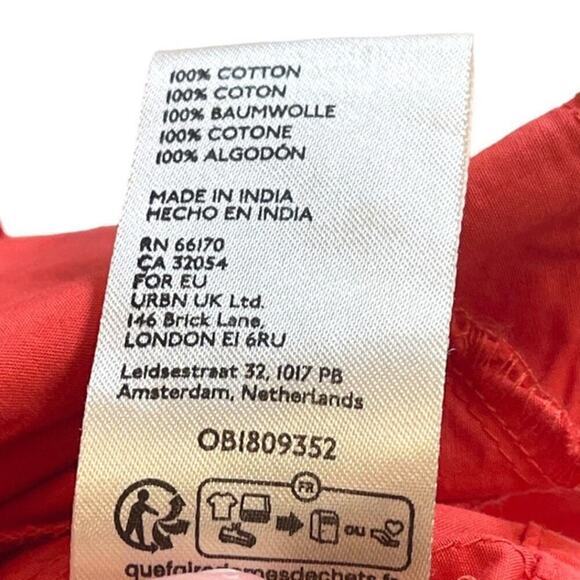 100% COTTON
100% COTON
100% BAUMWOLLE
100% COTONE
100% ALGODÓN
MADE IN INDIA
HECHO EN INDIA
RN 66170
CA 32054
FOR EU
URBN UK Ltd.
146 Brick Lane,
LONDON E1 6RU
Leidsestraat 32, 1017 PB
Amsterdam, Netherlands
OB1809352
FR
ou